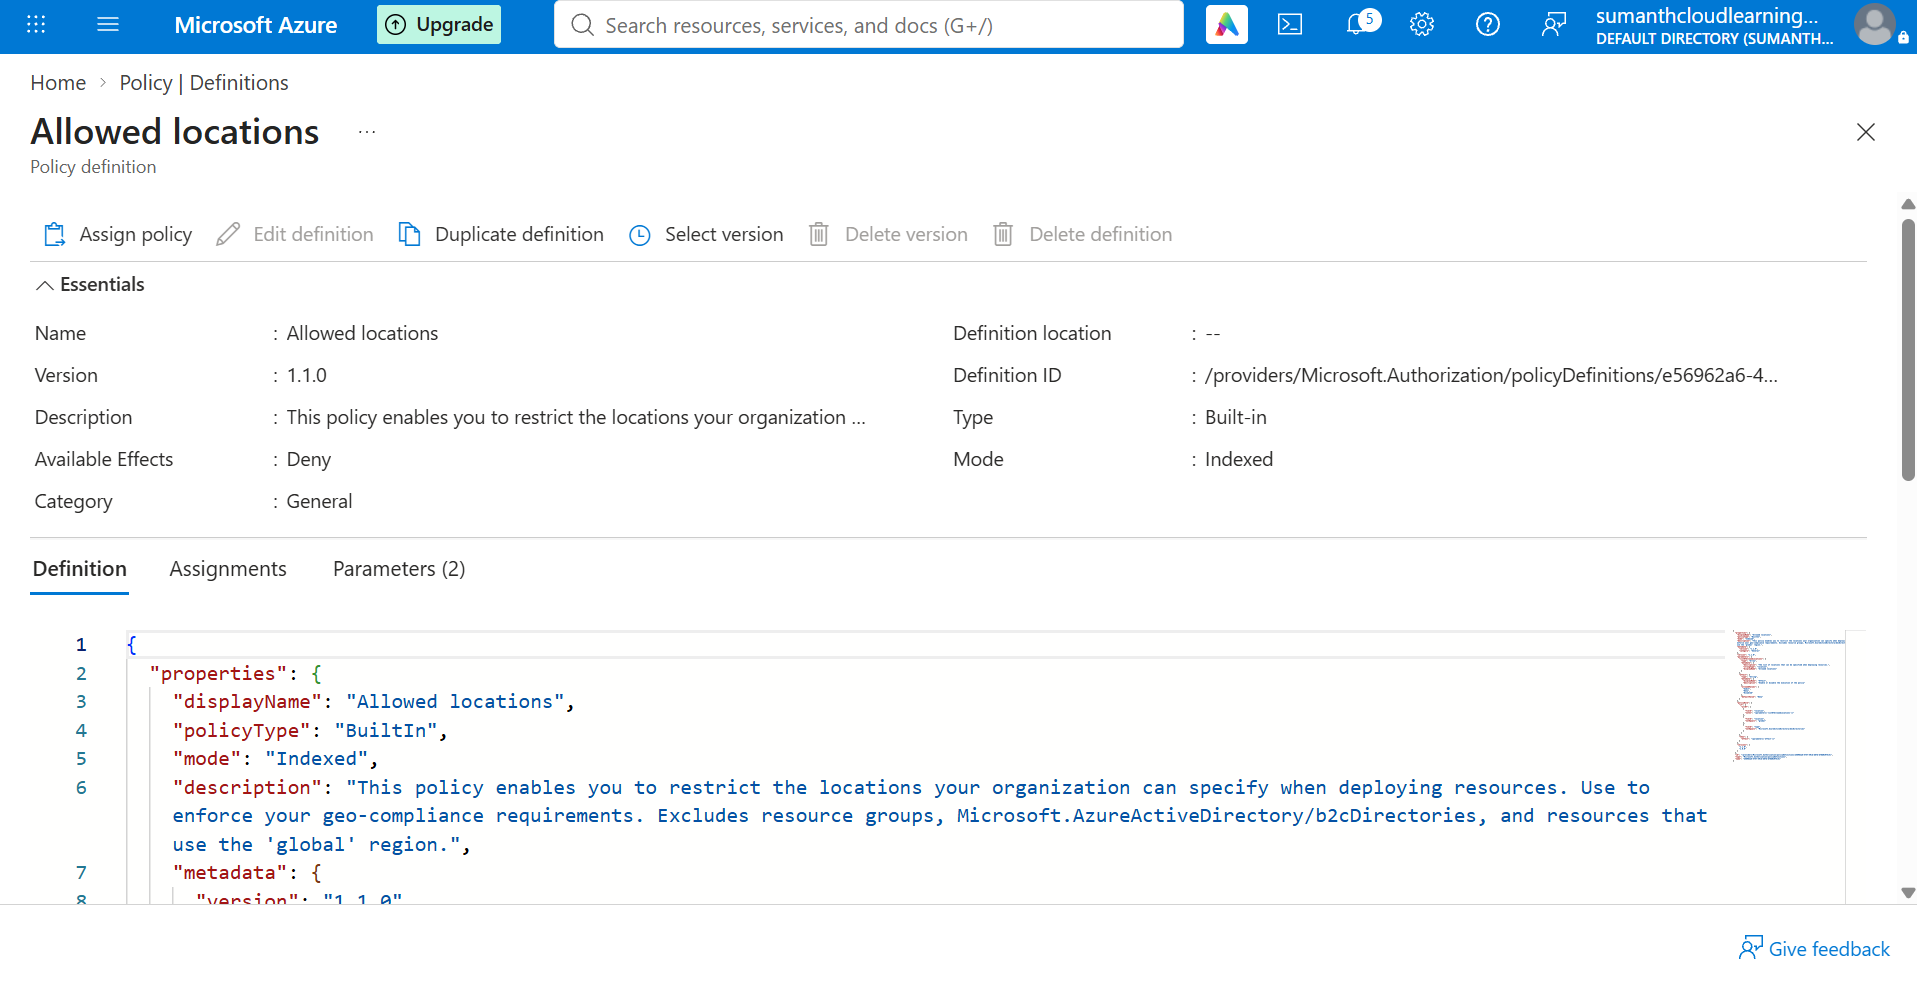 Microsoft Azure
Upgrade
Search resources, services, and docs (G+/)
5
sumanthcloudlearning...
DEFAULT DIRECTORY (SUMANTH...
Home > Policy | Definitions
Allowed locations ...
Policy definition
Assign policy Edit definition Duplicate definition Select version Delete version Delete definition
Essentials
Name : Allowed locations
Version : 1.1.0
Description : This policy enables you to restrict the locations your organization ...
Available Effects : Deny
Category : General
Definition location : --
Definition ID : /providers/Microsoft.Authorization/policyDefinitions/e56962a6-4...
Type : Built-in
Mode : Indexed
Definition Assignments Parameters (2)
1 {
2 "properties": {
3 "displayName": "Allowed locations",
4 "policyType": "BuiltIn",
5 "mode": "Indexed",
6 "description": "This policy enables you to restrict the locations your organization can specify when deploying resources. Use to
enforce your geo-compliance requirements. Excludes resource groups, Microsoft.AzureActiveDirectory/b2cDirectories, and resources that
use the 'global' region.",
7 "metadata": {
8 "version": "1.1.0"
Give feedback